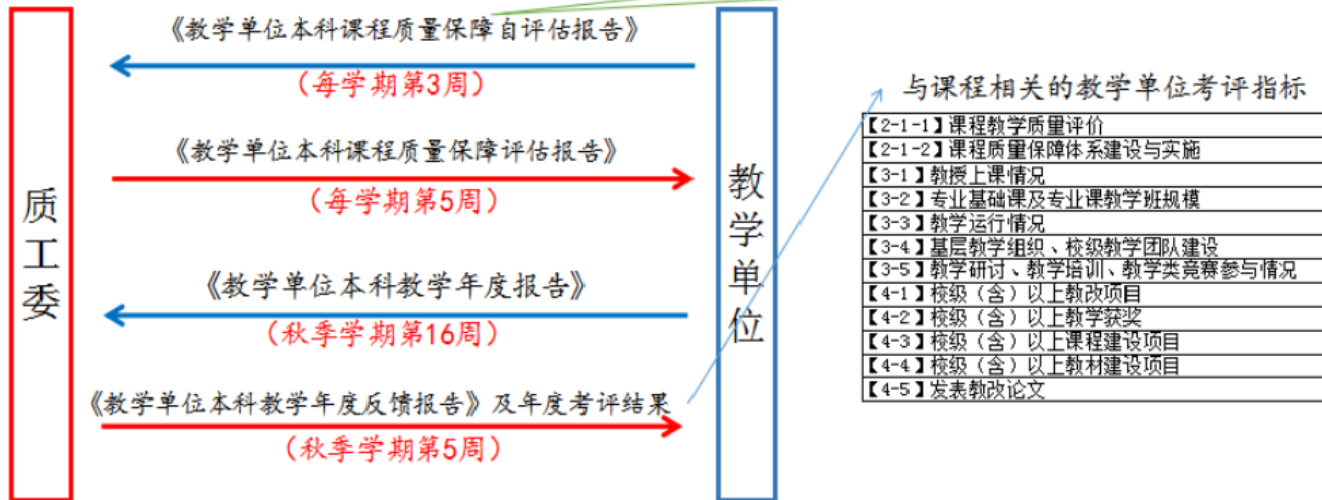 《教学单位本科课程质量保障自评估报告》
（每学期第3周）
《教学单位本科课程质量保障评估报告》
（每学期第5周）
《教学单位本科教学年度报告》
（秋季学期第16周）
《教学单位本科教学年度反馈报告》及年度考评结果
（秋季学期第5周）
质工委
教学单位
与课程相关的教学单位考评指标
【2-1-1】课程教学质量评价
【2-1-2】课程质量保障体系建设与实施
【3-1】教授上课情况
【3-2】专业基础课及专业课教学班规模
【3-3】教学运行情况
【3-4】基层教学组织、校级教学团队建设
【3-5】教学研讨、教学培训、教学类竞赛参与情况
【4-1】校级（含）以上教改项目
【4-2】校级（含）以上教学获奖
【4-3】校级（含）以上课程建设项目
【4-4】校级（含）以上教材建设项目
【4-5】发表教改论文